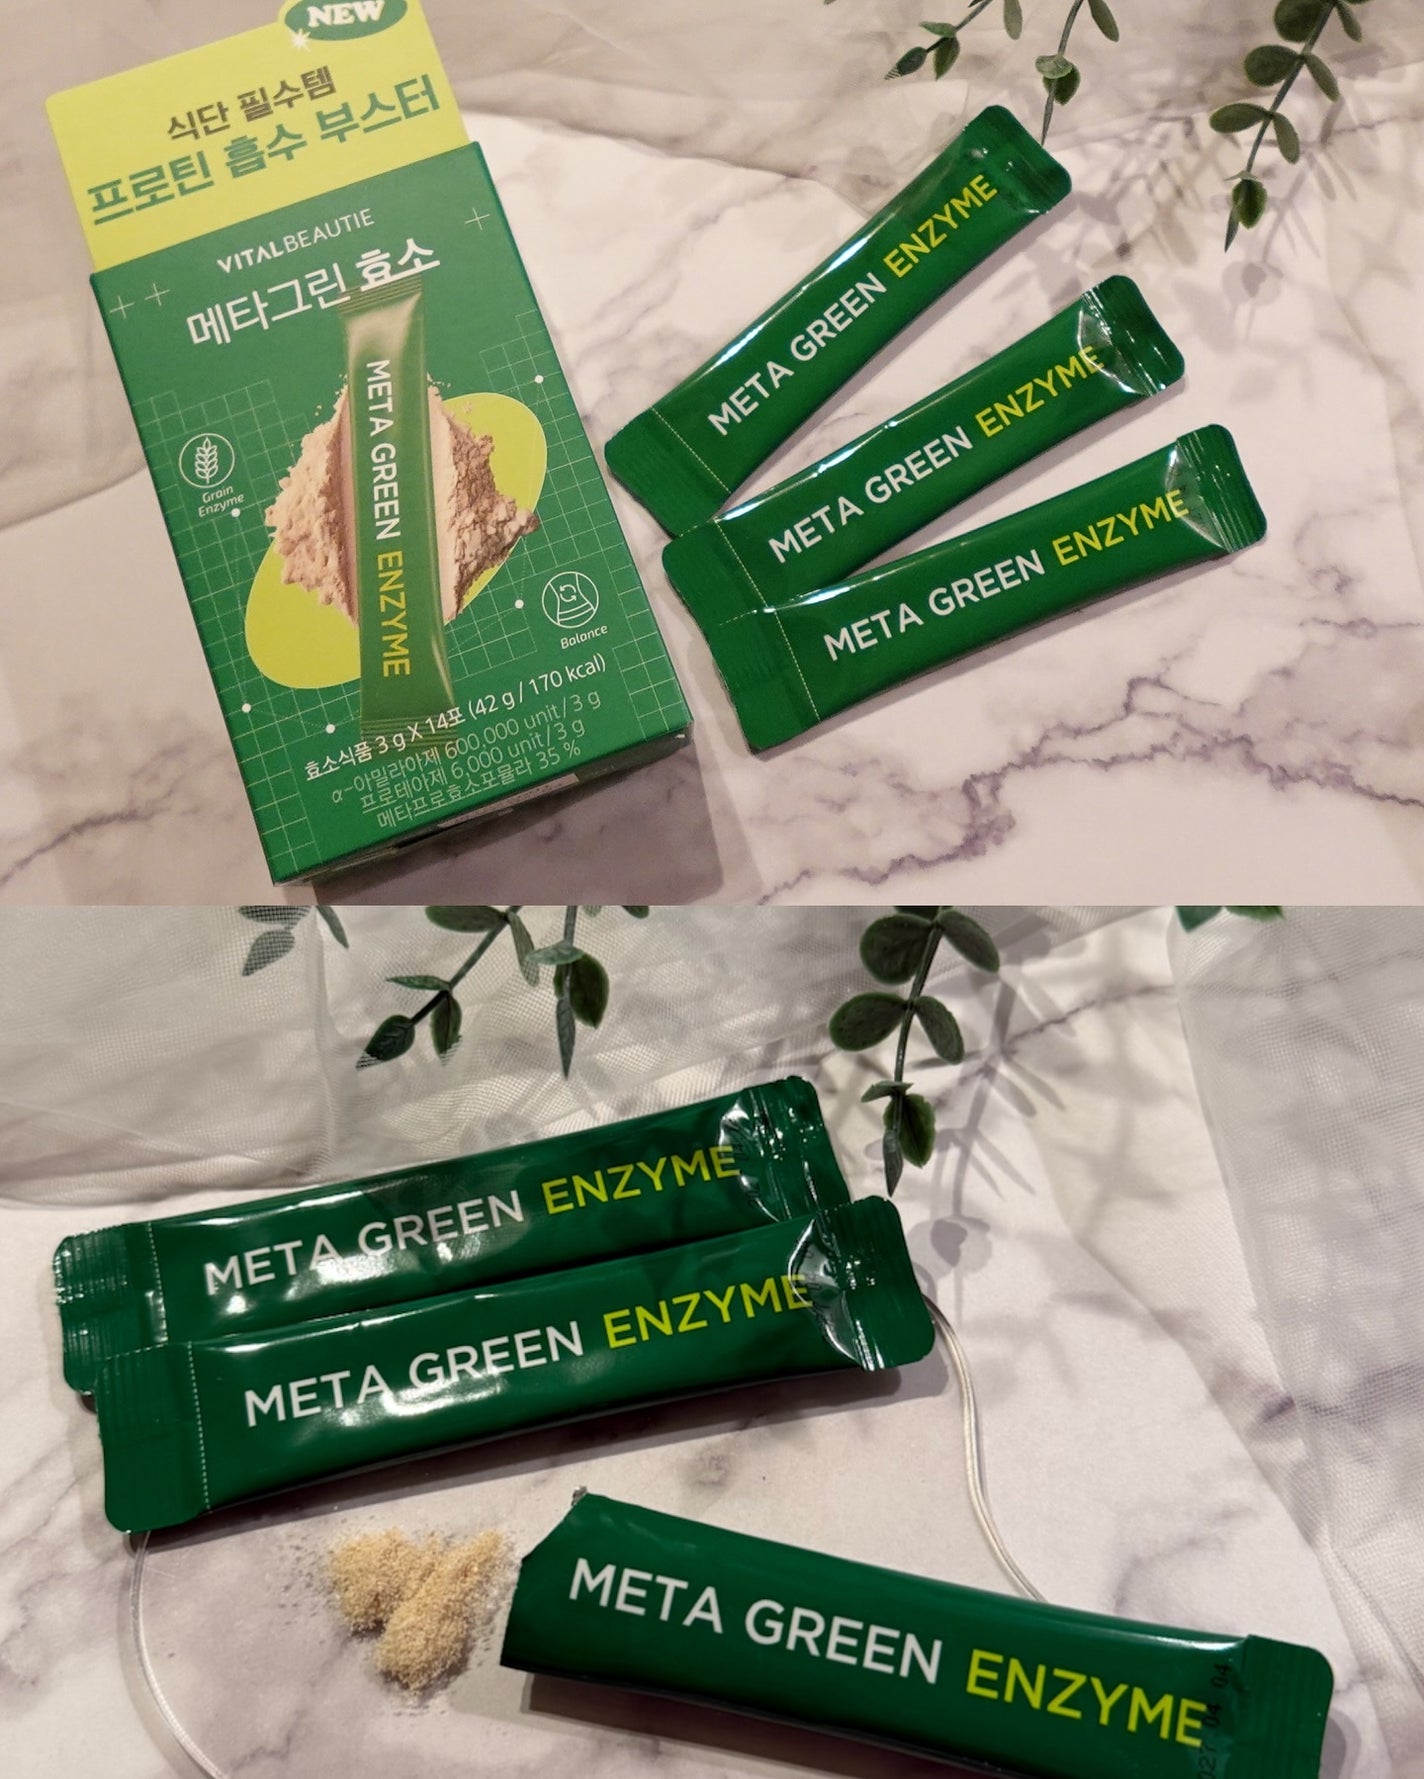 NEW
식단 필수템
프로틴 흡수 부스터
VITALBEAUTIE
메타그린 효소
META GREEN ENZYME
Grain
Enzyme
Balance
효소식품 3 g X 14포 (42 g / 170 kcal)
α-아밀라아제 600,000 unit / 3 g
프로테아제 6,000 unit / 3 g
메타프로효소포뮬라 35 %
META GREEN ENZYME
META GREEN ENZYME
META GREEN ENZYME
META GREEN ENZYME
META GREEN ENZYME
META GREEN ENZYME
027 04 04